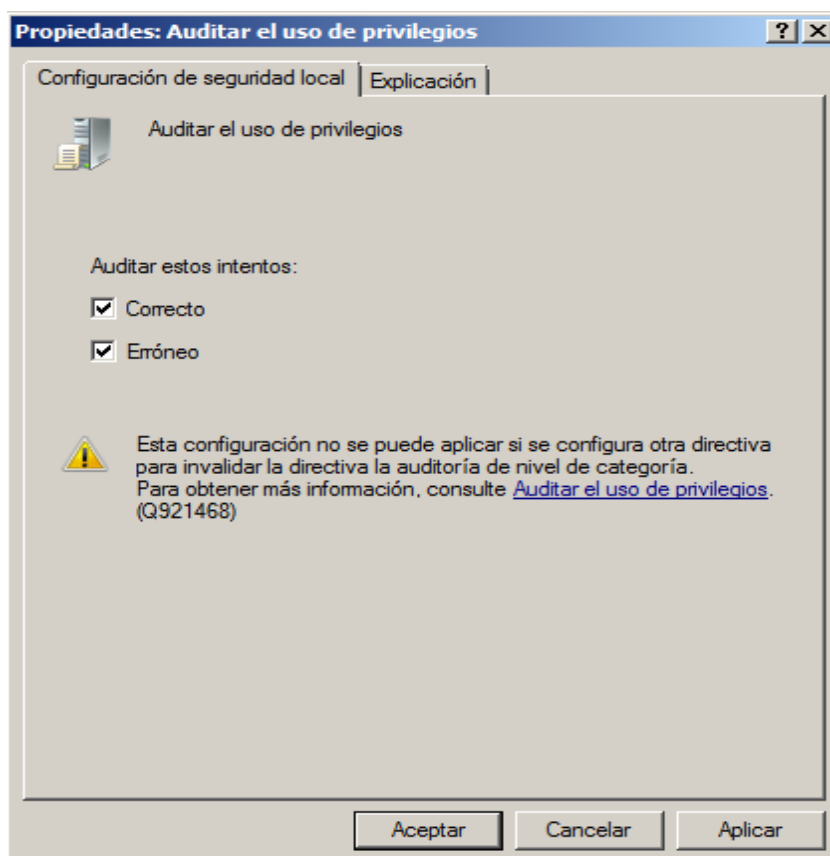 Propiedades: Auditar el uso de privilegios
Configuración de seguridad local
Explicación
Auditar el uso de privilegios
Auditar estos intentos:
Correcto
Erróneo
Esta configuración no se puede aplicar si se configura otra directiva
para invalidar la directiva la auditoría de nivel de categoría.
Para obtener más información, consulte Auditar el uso de privilegios.
(Q921468)
Aceptar
Cancelar
Aplicar